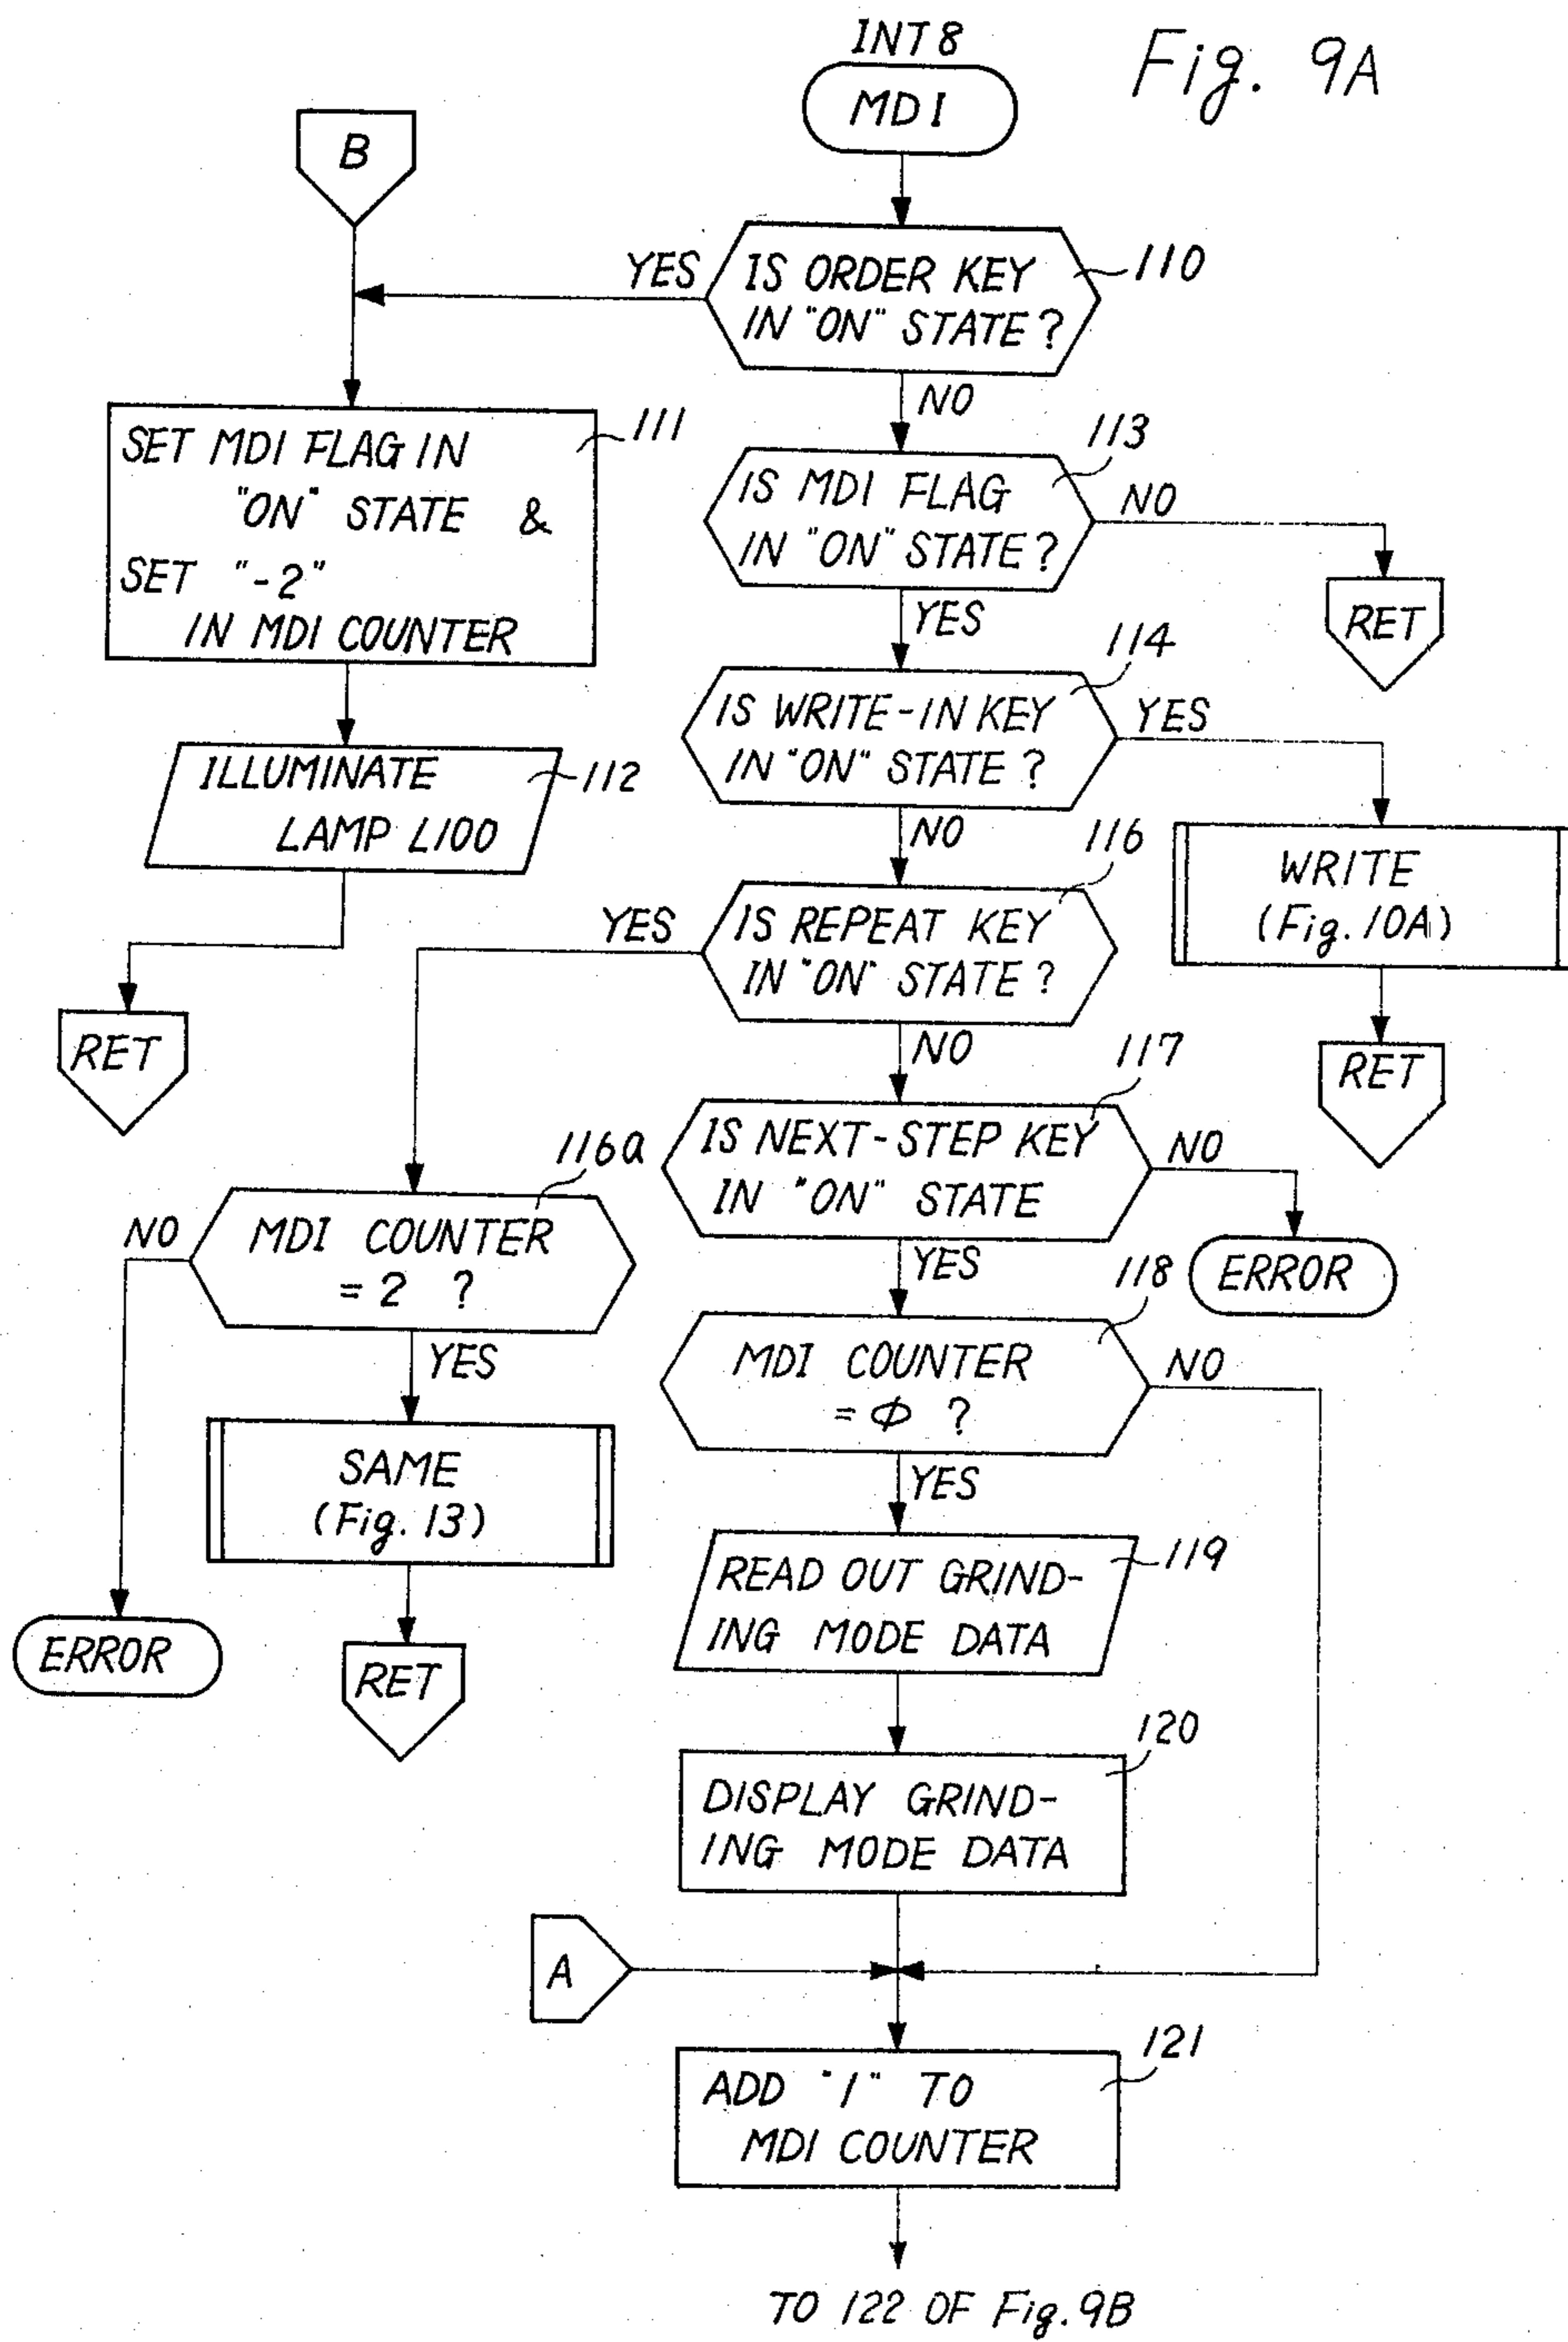 INT 8
Fig. 9A
MDI
B
YES
IS ORDER KEY
IN "ON" STATE ?
110
NO
111
SET MDI FLAG IN
"ON" STATE &
SET "-2"
IN MDI COUNTER
113
IS MDI FLAG
IN "ON" STATE ?
NO
RET
YES
114
IS WRITE-IN KEY
IN "ON" STATE ?
YES
ILLUMINATE
LAMP L100
112
NO
116
WRITE
(Fig. 10A)
YES
IS REPEAT KEY
IN "ON" STATE ?
RET
NO
RET
117
IS NEXT-STEP KEY
IN "ON" STATE
NO
116a
MDI COUNTER
= 2 ?
NO
YES
ERROR
118
YES
MDI COUNTER
= Φ ?
NO
SAME
(Fig. 13)
YES
READ OUT GRIND-
ING MODE DATA
119
ERROR
RET
120
DISPLAY GRIND-
ING MODE DATA
A
121
ADD "1" TO
MDI COUNTER
TO 122 OF Fig. 9B